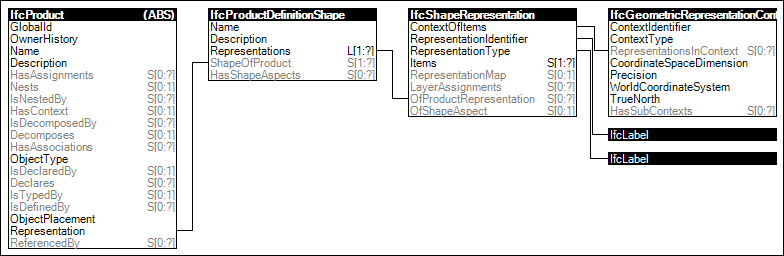 IfcProduct (ABS)
GlobalId
OwnerHistory
Name
Description
HasAssignments S[0:?]
Nests S[0:1]
IsNestedBy S[0:?]
HasContext S[0:1]
IsDecomposedBy S[0:?]
Decomposes S[0:1]
HasAssociations S[0:?]
ObjectType
IsDeclaredBy S[0:1]
Declares S[0:?]
IsTypedBy S[0:1]
IsDefinedBy S[0:?]
ObjectPlacement
Representation
ReferencedBy S[0:?]
IfcProductDefinitionShape
Name
Description
Representations L[1:?]
ShapeOfProduct S[1:?]
HasShapeAspects S[0:?]
IfcShapeRepresentation
ContextOfItems
RepresentationIdentifier
RepresentationType
Items S[1:?]
RepresentationMap S[0:1]
LayerAssignments S[0:?]
OfProductRepresentation S[0:?]
OfShapeAspect S[0:1]
IfcGeometricRepresentationCont
ContextIdentifier
ContextType
RepresentationsInContext S[0:?]
CoordinateSpaceDimension
Precision
WorldCoordinateSystem
TrueNorth
HasSubContexts S[0:?]
IfcLabel
IfcLabel